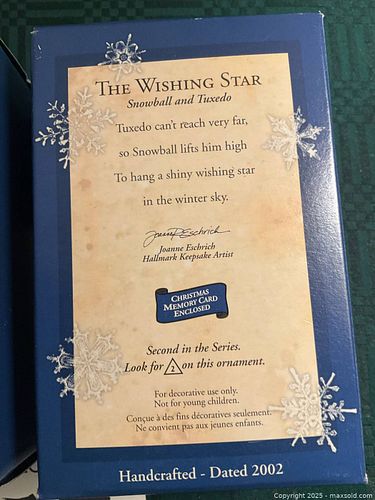 THE WISHING STAR
Snowball and Tuxedo
Tuxedo can't reach very far,
so Snowball lifts him high
To hang a shiny wishing star
in the winter sky.
Joanne Eschrich
Joanne Eschrich
Hallmark Keepsake Artist
CHRISTMAS
MEMORY CARD
ENCLOSED
Second in the Series.
Look for 2 on this ornament.
For decorative use only.
Not for young children.
Conçue à des fins décoratives seulement.
Ne convient pas aux jeunes enfants.
Handcrafted - Dated 2002
Copyright 2025 - maxsold.com